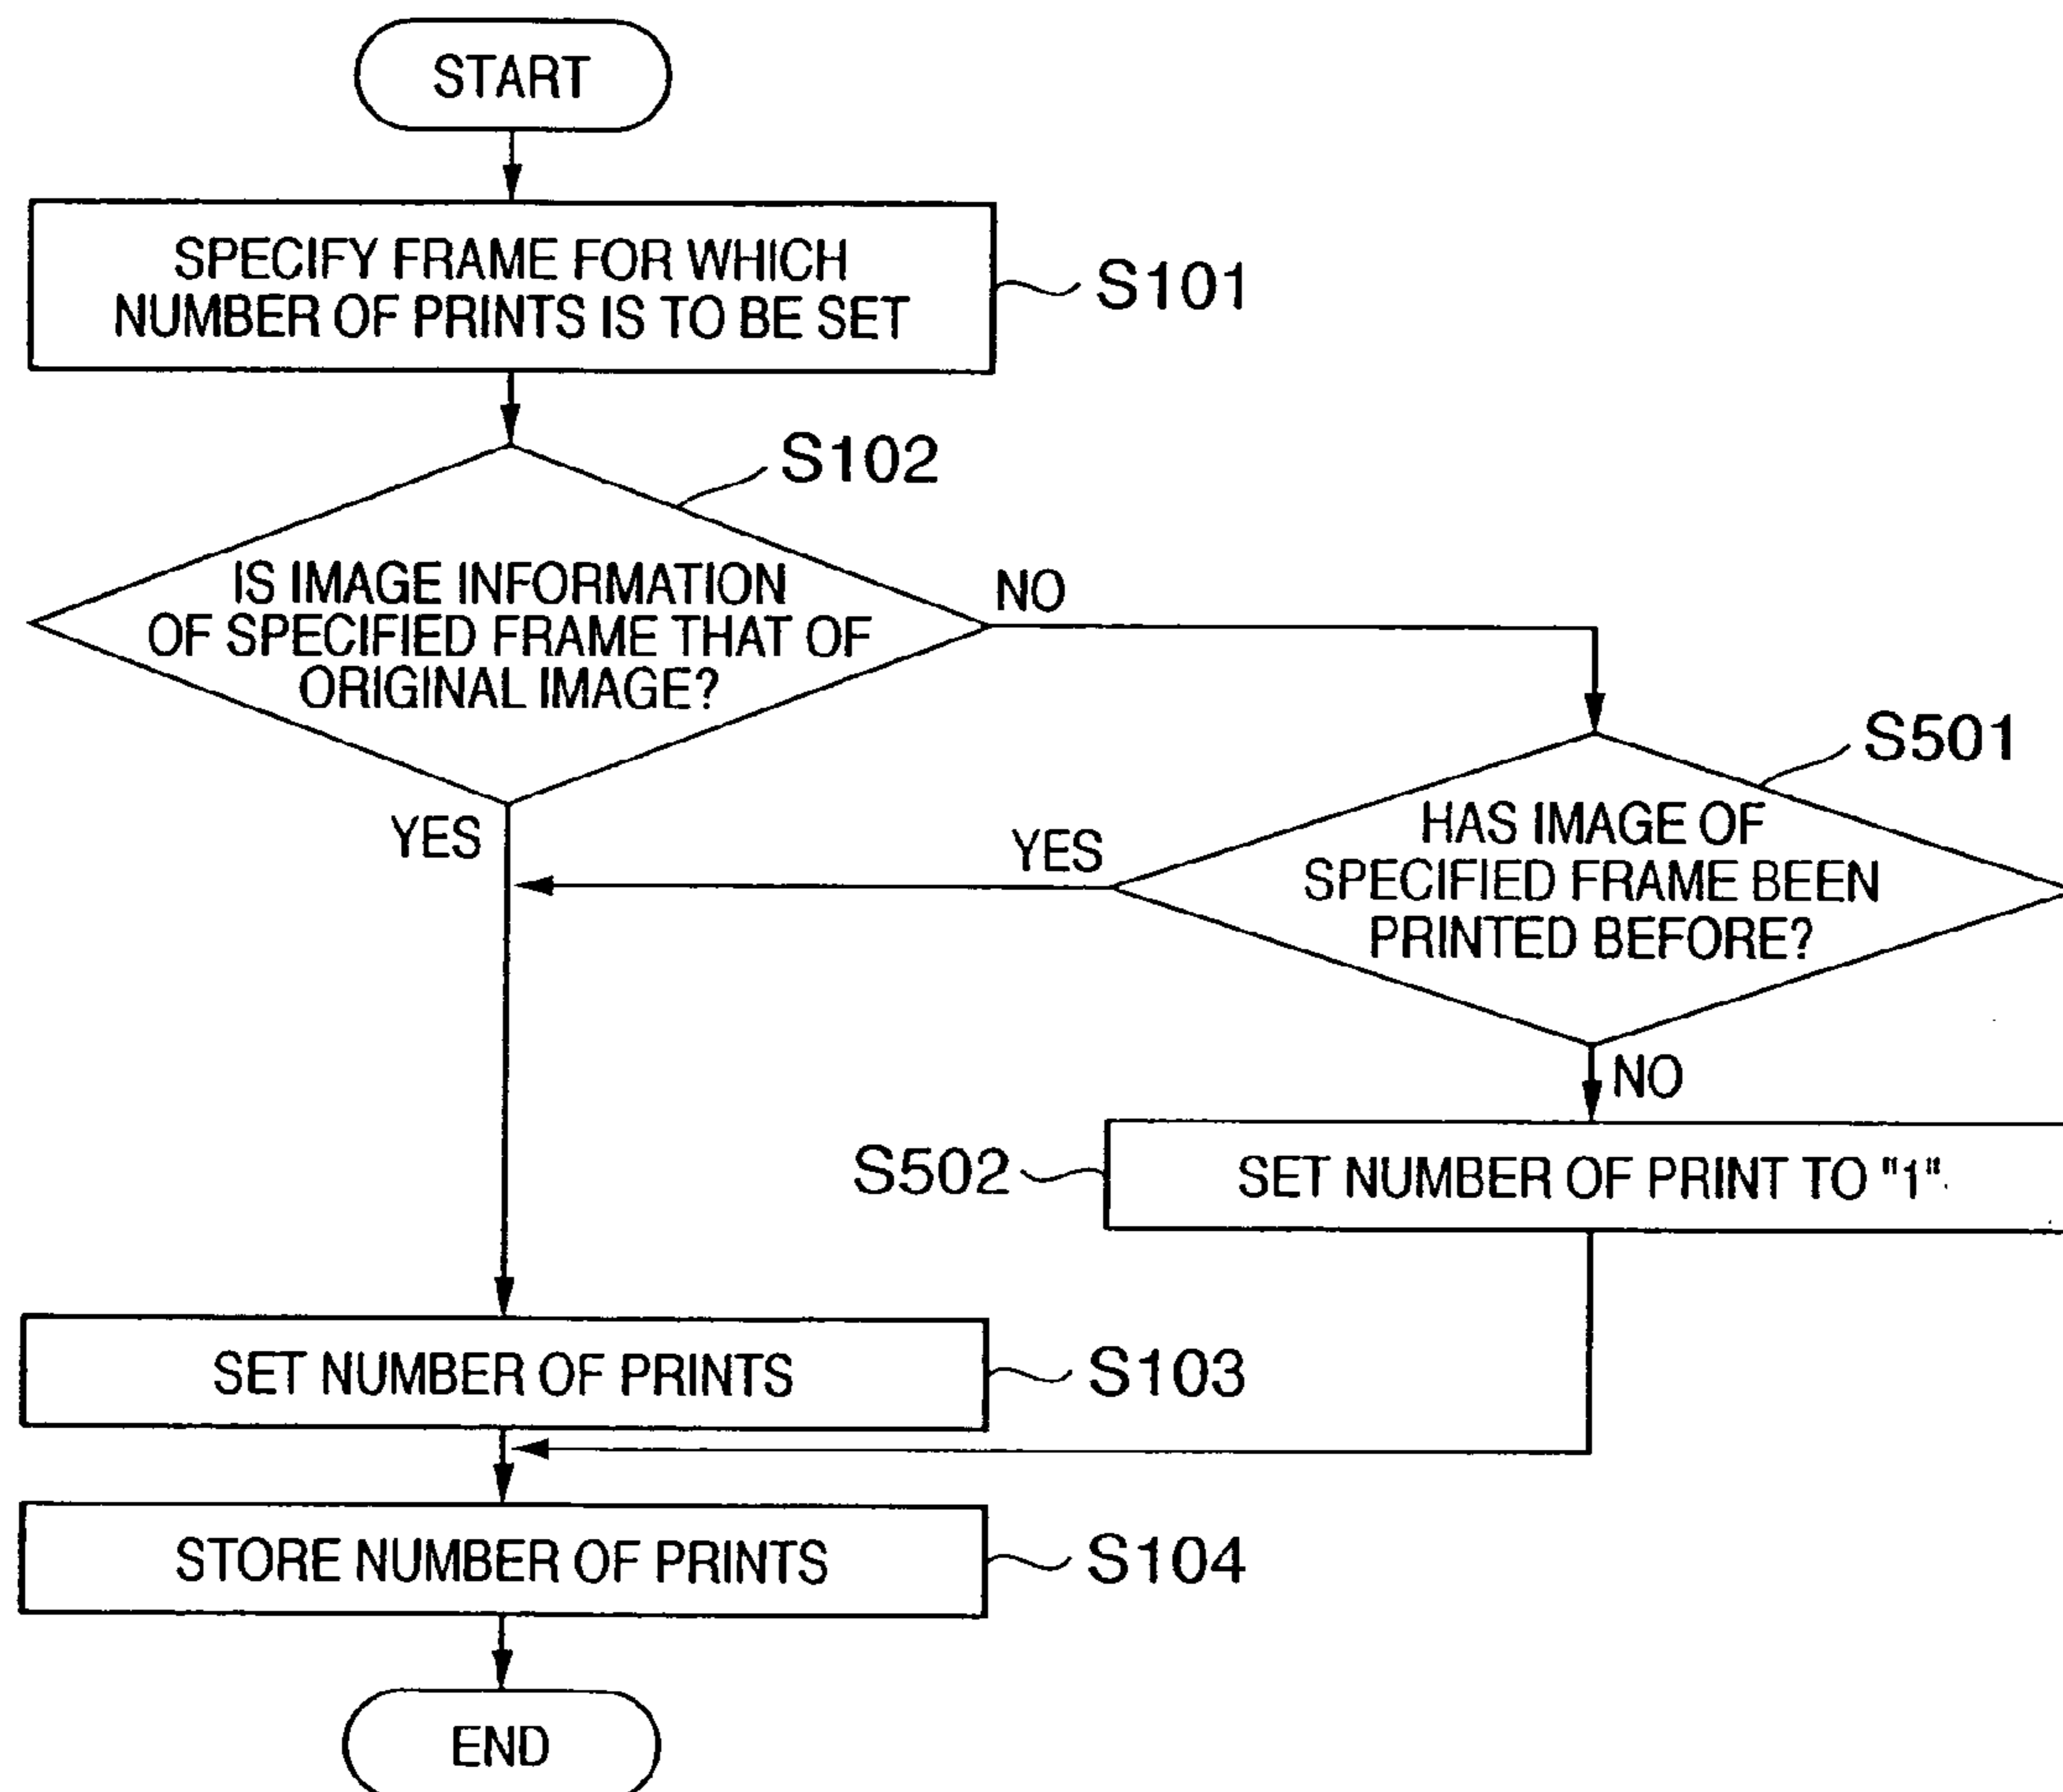 START
SPECIFY FRAME FOR WHICH
NUMBER OF PRINTS IS TO BE SET
S101
S102
IS IMAGE INFORMATION
OF SPECIFIED FRAME THAT OF
ORIGINAL IMAGE?
NO
YES
S501
HAS IMAGE OF
SPECIFIED FRAME BEEN
PRINTED BEFORE?
YES
NO
S502
SET NUMBER OF PRINT TO "1"
SET NUMBER OF PRINTS
S103
STORE NUMBER OF PRINTS
S104
END